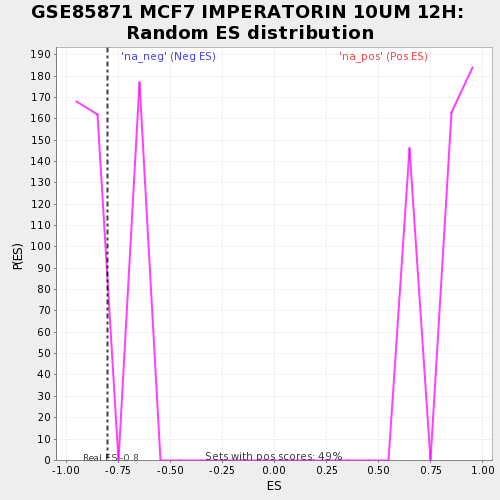 GSE85871 MCF7 IMPERATORIN 10UM 12H:
Random ES distribution
'na_neg' (Neg ES)
'na_pos' (Pos ES)
P(ES)
190
180
170
160
150
140
130
120
110
100
90
80
70
60
50
40
30
20
10
0
Real ES -0.8
Sets with pos scores: 49%
-1.00 -0.75 -0.50 -0.25 0.00 0.25 0.50 0.75 1.00
ES